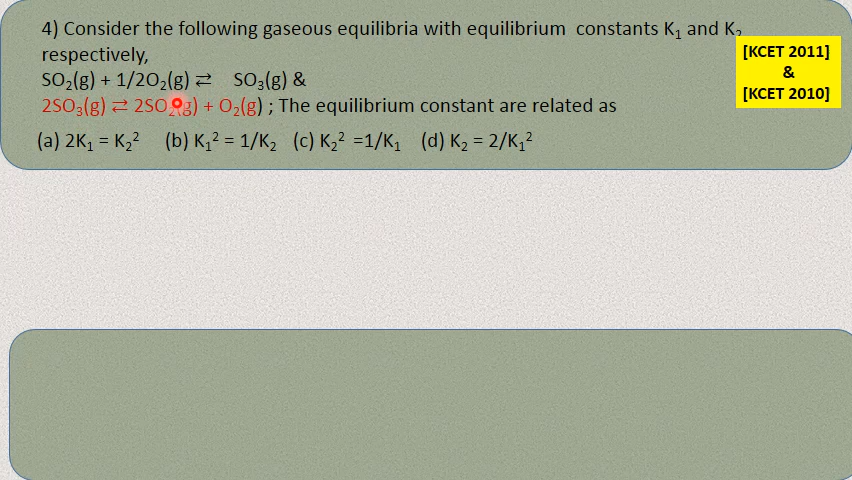 4) Consider the following gaseous equilibria with equilibrium constants K₁ and K₂
respectively,
SO₂(g) + 1/2O₂(g) ⇄ SO₃(g) &
2SO₃(g) ⇄ 2SO₂(g) + O₂(g) ; The equilibrium constant are related as
(a) 2K₁ = K₂² (b) K₁² = 1/K₂ (c) K₂² =1/K₁ (d) K₂ = 2/K₁²
[KCET 2011]
&
[KCET 2010]